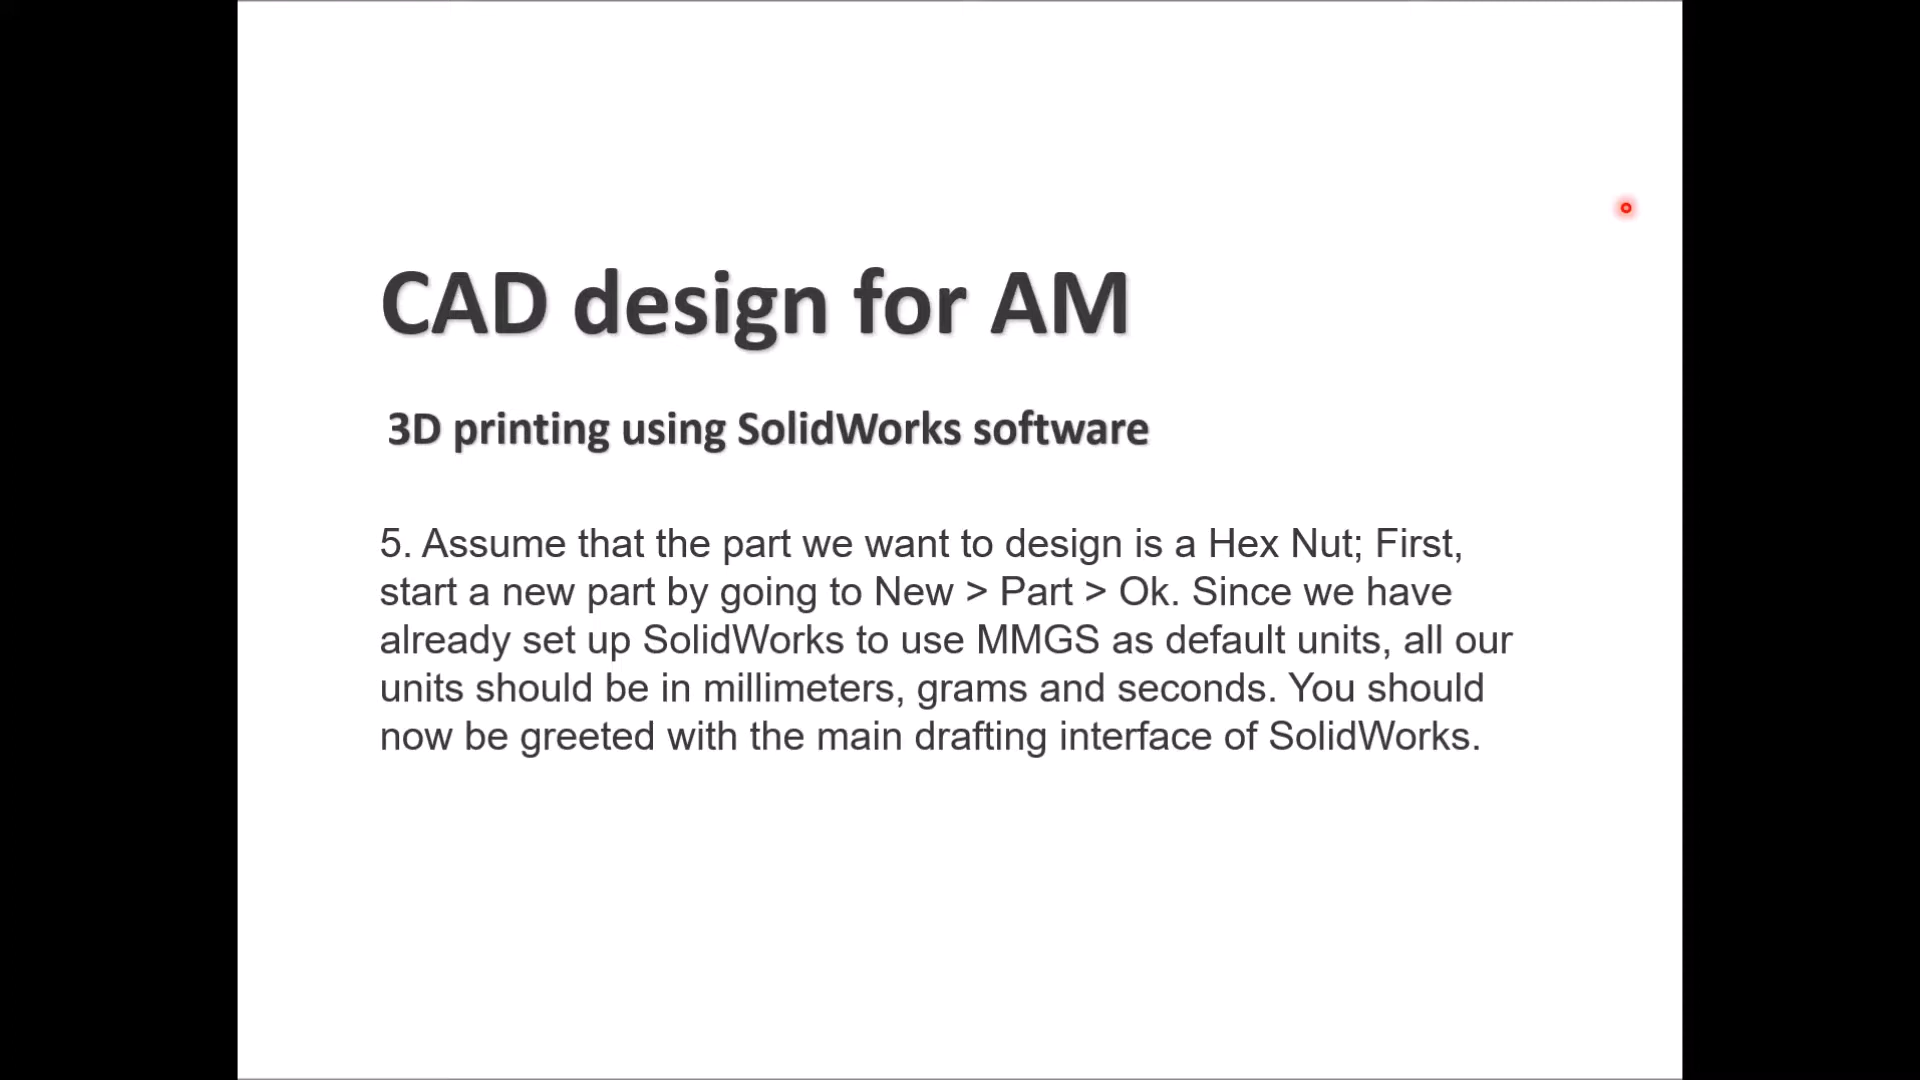 CAD design for AM
3D printing using SolidWorks software
5. Assume that the part we want to design is a Hex Nut; First,
start a new part by going to New > Part > Ok. Since we have
already set up SolidWorks to use MMGS as default units, all our
units should be in millimeters, grams and seconds. You should
now be greeted with the main drafting interface of SolidWorks.